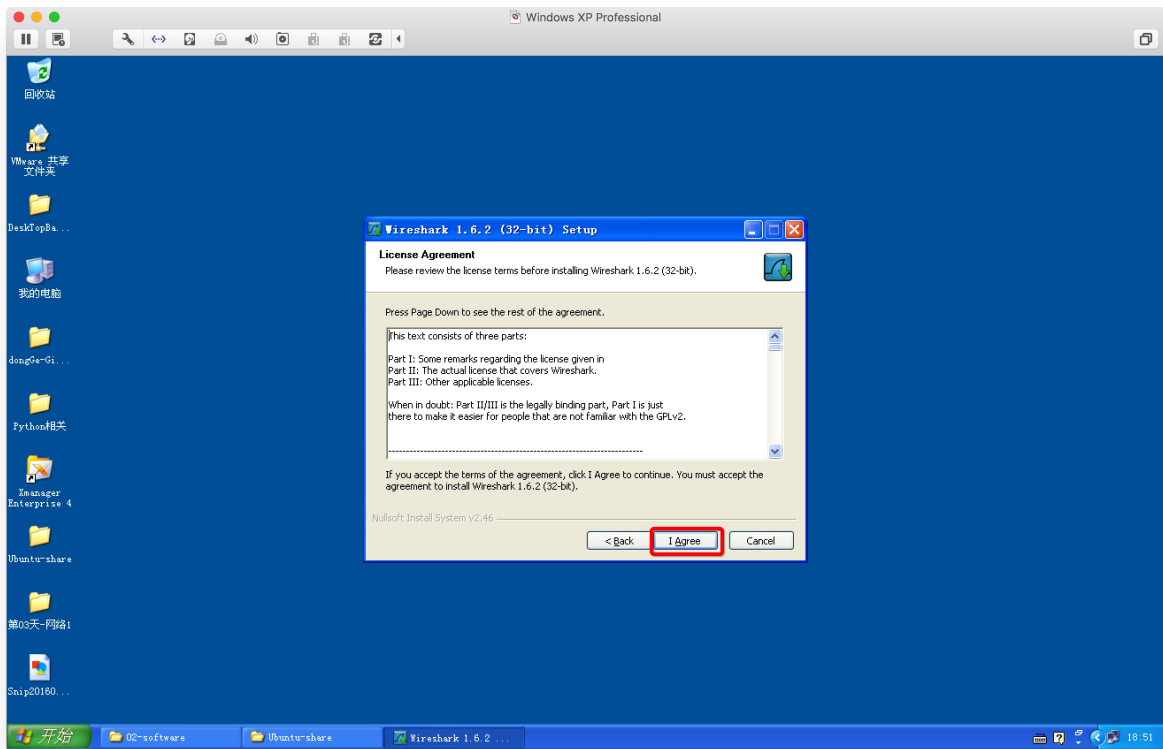 Windows XP Professional
回收站
VMware 共享
文件夹
DeskTopBa...
我的电脑
dongGe-Gi...
Python相关
Xmanager
Enterprise 4
Ubuntu-share
第03天-网络1
Snip20160...
Wireshark 1.6.2 (32-bit) Setup
License Agreement
Please review the license terms before installing Wireshark 1.6.2 (32-bit).
Press Page Down to see the rest of the agreement.
This text consists of three parts:
Part I: Some remarks regarding the license given in
Part II: The actual license that covers Wireshark.
Part III: Other applicable licenses.
When in doubt: Part II/III is the legally binding part, Part I is just
there to make it easier for people that are not familiar with the GPLv2.
------------------------------------------------------------------------
If you accept the terms of the agreement, click I Agree to continue. You must accept the
agreement to install Wireshark 1.6.2 (32-bit).
Nullsoft Install System v2.46
< Back I Agree Cancel
开始 02-software Ubuntu-share Wireshark 1.6.2 ... 18:51